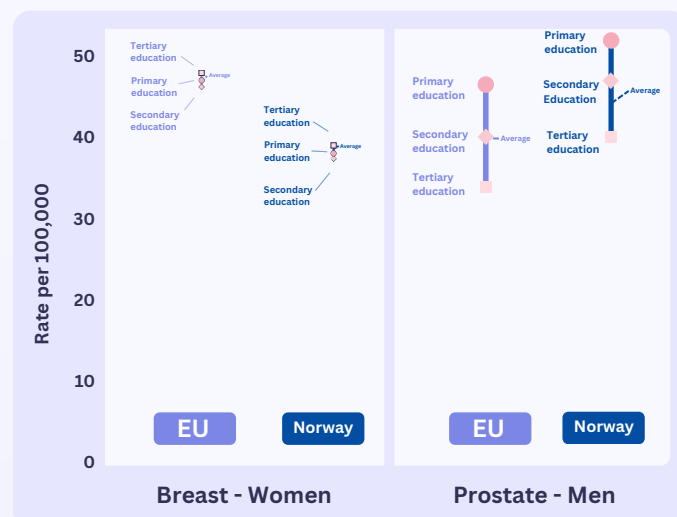 50
40
30
20
10
0
Rate per 100,000
Tertiary
education
Primary
education
Secondary
education
Average
Tertiary
education
Primary
education
Secondary
education
Average
EU
Norway
Breast - Women
Primary
education
Secondary
education
Tertiary
education
Average
Primary
education
Secondary
Education
Tertiary
education
Average
EU
Norway
Prostate - Men